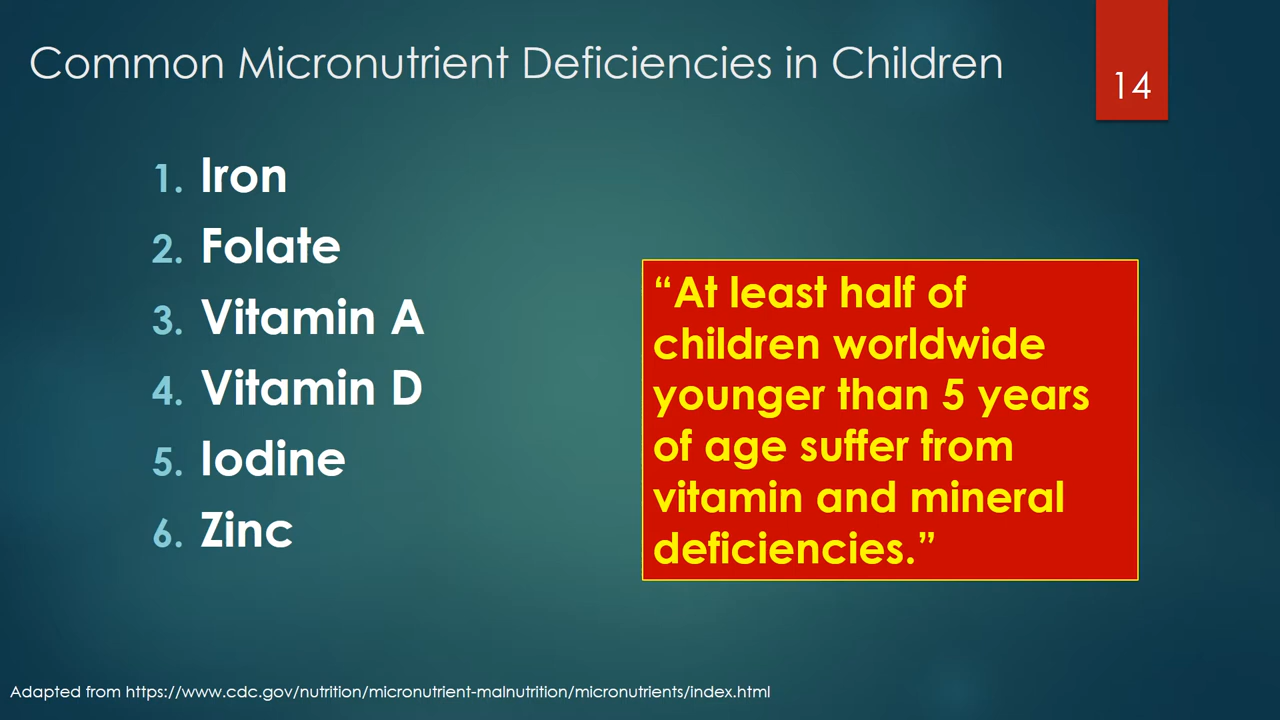 Common Micronutrient Deficiencies in Children
14
1. Iron
2. Folate
3. Vitamin A
4. Vitamin D
5. Iodine
6. Zinc
“At least half of
children worldwide
younger than 5 years
of age suffer from
vitamin and mineral
deficiencies.”
Adapted from https://www.cdc.gov/nutrition/micronutrient-malnutrition/micronutrients/index.html